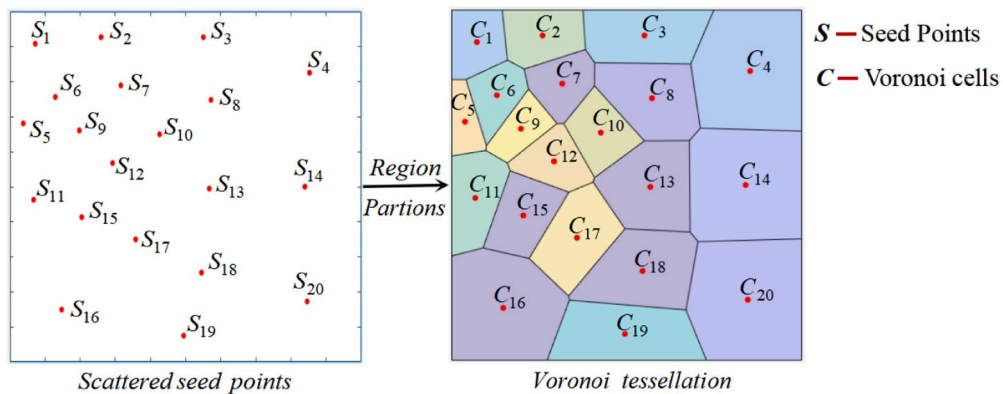 S1
S2
S3
S4
S6
S7
S8
S5
S9
S10
S12
S14
S11
S13
S15
S17
S18
S20
S16
S19
Scattered seed points
Region
Partions
C1
C2
C3
C4
C6
C7
C8
C5
C9
C10
C12
C11
C13
C14
C15
C17
C18
C16
C20
C19
Voronoi tessellation
S — Seed Points
C — Voronoi cells